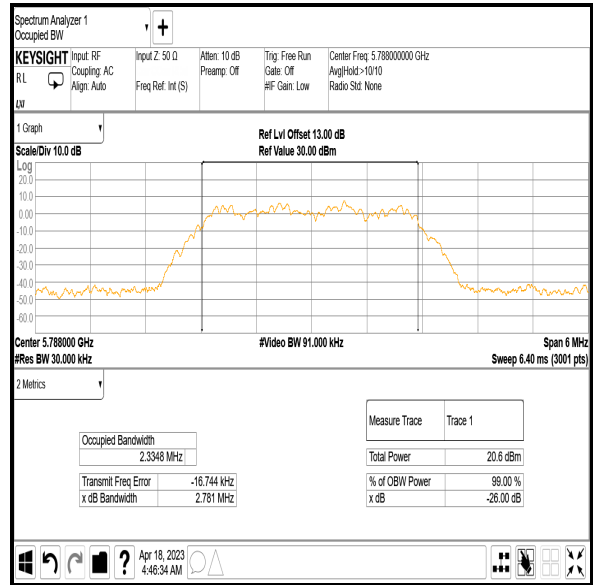 Spectrum Analyzer 1
Occupied BW
KEYSIGHT
RL
LXI
Input: RF
Coupling: AC
Align: Auto
Input Z: 50 Ω
Freq Ref: Int (S)
Atten: 10 dB
Preamp: Off
Trig: Free Run
Gate: Off
#IF Gain: Low
Center Freq: 5.788000000 GHz
Avg|Hold:>10/10
Radio Std: None
1 Graph
Scale/Div 10.0 dB
Ref Lvl Offset 13.00 dB
Ref Value 30.00 dBm
Log
20.0
10.0
0.00
-10.0
-20.0
-30.0
-40.0
-50.0
-60.0
Center 5.788000 GHz
#Video BW 91.000 kHz
Span 6 MHz
#Res BW 30.000 kHz
Sweep 6.40 ms (3001 pts)
2 Metrics
Occupied Bandwidth
2.3348 MHz
Transmit Freq Error -16.744 kHz
x dB Bandwidth 2.781 MHz
Measure Trace Trace 1
Total Power 20.6 dBm
% of OBW Power 99.00 %
x dB -26.00 dB
?
Apr 18, 2023
4:46:34 AM